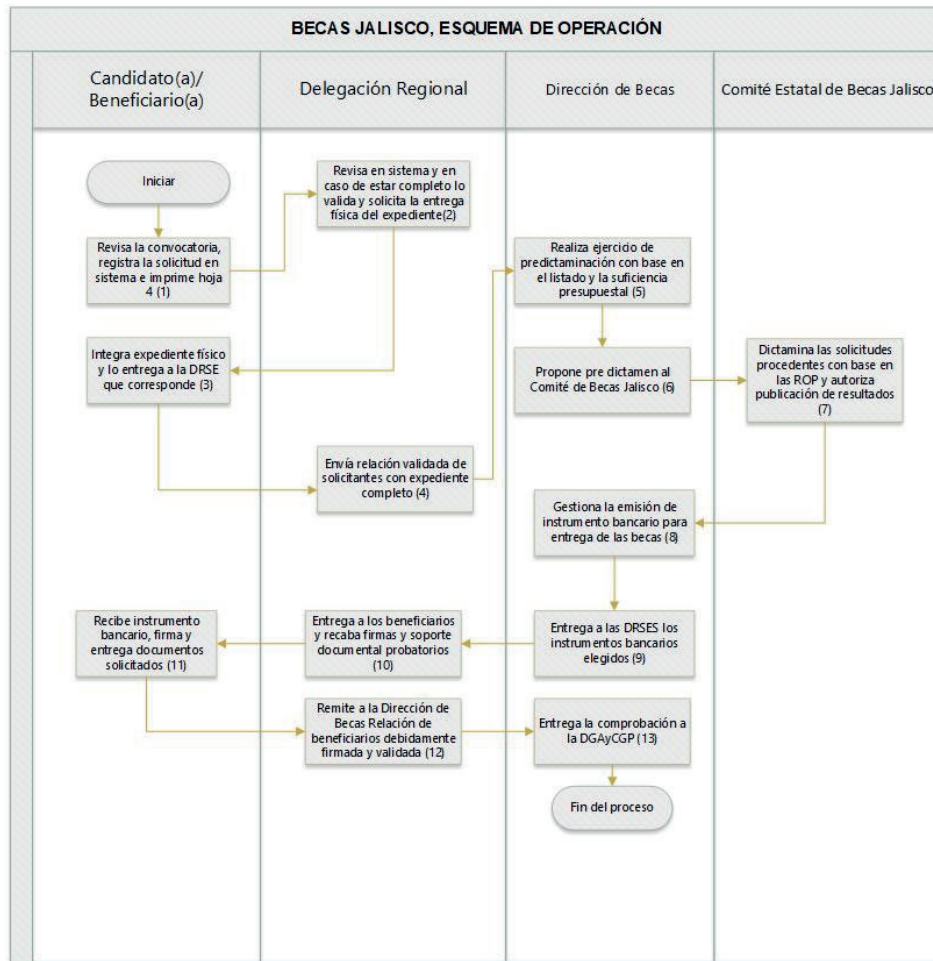 BECAS JALISCO, ESQUEMA DE OPERACIÓN
Candidato(a)/
Beneficiario(a)
Delegación Regional
Dirección de Becas
Comité Estatal de Becas Jalisco
Iniciar
Revisa la convocatoria,
registra la solicitud en
sistema e imprime hoja
4 (1)
Revisa en sistema y en
caso de estar completo lo
valida y solicita la entrega
física del expediente(2)
Integra expediente físico
y lo entrega a la DRSE
que corresponde (3)
Envía relación validada de
solicitantes con expediente
completo (4)
Realiza ejercicio de
predictaminación con base
en el listado y la suficiencia
presupuestal (5)
Propone pre dictamen al
Comité de Becas Jalisco (6)
Dictamina las solicitudes
procedentes con base en
las ROP y autoriza
publicación de resultados
(7)
Gestiona la emisión de
instrumento bancario para
entrega de las becas (8)
Entrega a las DRSES los
instrumentos bancarios
elegidos (9)
Entrega a los beneficiarios
y recaba firmas y soporte
documental probatorios
(10)
Recibe instrumento
bancario, firma y
entrega documentos
solicitados (11)
Remite a la Dirección de
Becas Relación de
beneficiarios debidamente
firmada y validada (12)
Entrega la comprobación a
la DGAyCGP (13)
Fin del proceso